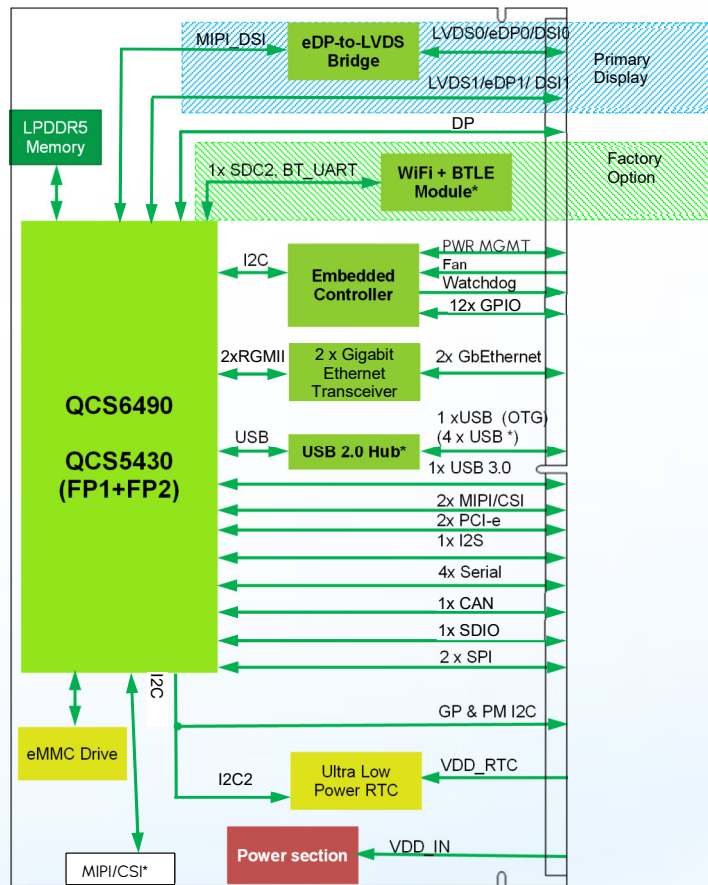 MIPI_DSI
eDP-to-LVDS
Bridge
LVDS0/eDP0/DSI0
Primary
Display
LVDS1/eDP1/ DSI1
LPDDR5
Memory
DP
Factory
Option
1x SDC2, BT_UART
WiFi + BTLE
Module*
I2C
Embedded
Controller
PWR MGMT
Fan
Watchdog
12x GPIO
2xRGMII
2 x Gigabit
Ethernet
Transceiver
2x GbEthernet
QCS6490
QCS5430
(FP1+FP2)
USB
USB 2.0 Hub*
1 xUSB (OTG)
(4 x USB *)
1x USB 3.0
2x MIPI/CSI
2x PCI-e
1x I2S
4x Serial
1x CAN
1x SDIO
2 x SPI
I2C
GP & PM I2C
eMMC Drive
I2C2
Ultra Low
Power RTC
VDD_RTC
MIPI/CSI*
Power section
VDD_IN